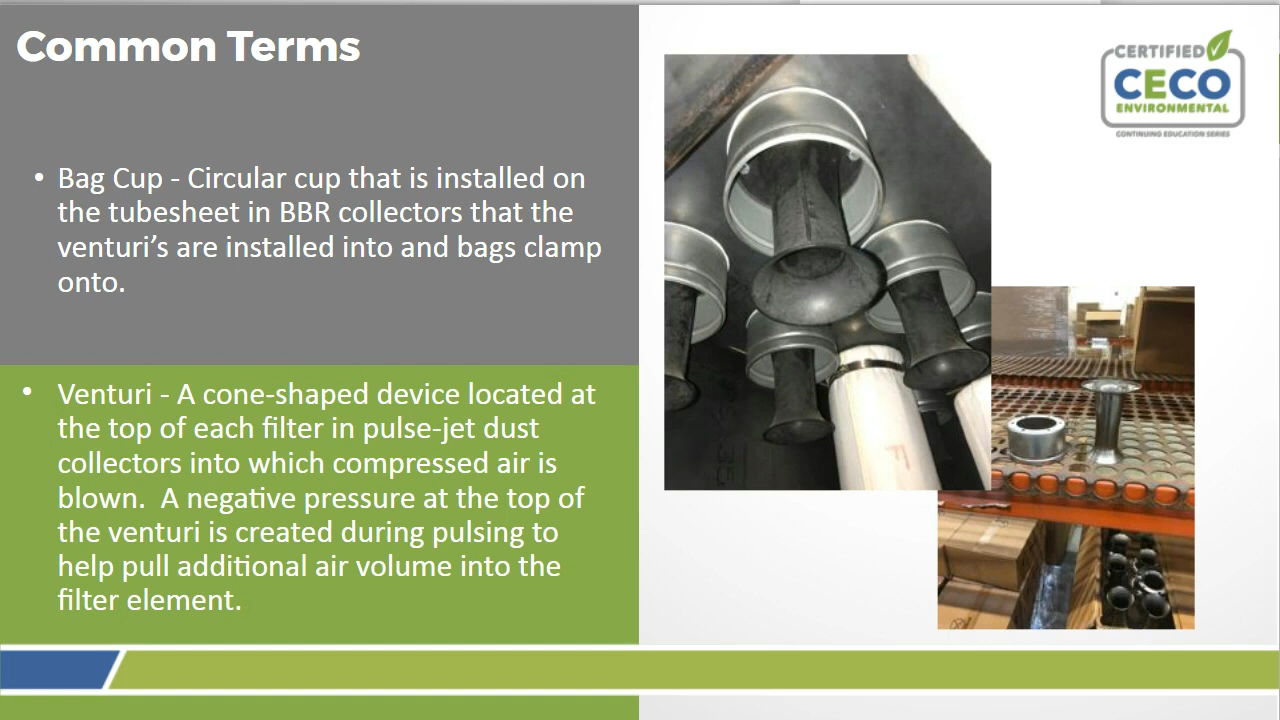 Common Terms
• Bag Cup - Circular cup that is installed on
the tubesheet in BBR collectors that the
venturi’s are installed into and bags clamp
onto.
• Venturi - A cone-shaped device located at
the top of each filter in pulse-jet dust
collectors into which compressed air is
blown.  A negative pressure at the top of
the venturi is created during pulsing to
help pull additional air volume into the
filter element.
CERTIFIED
CECO
ENVIRONMENTAL
CONTINUING EDUCATION SERIES
F